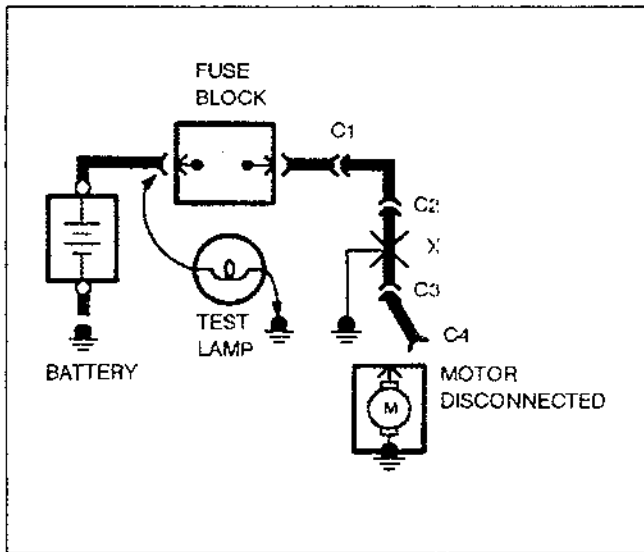 FUSE
BLOCK
C1
C2
X
C3
C4
TEST
LAMP
BATTERY
M
MOTOR
DISCONNECTED